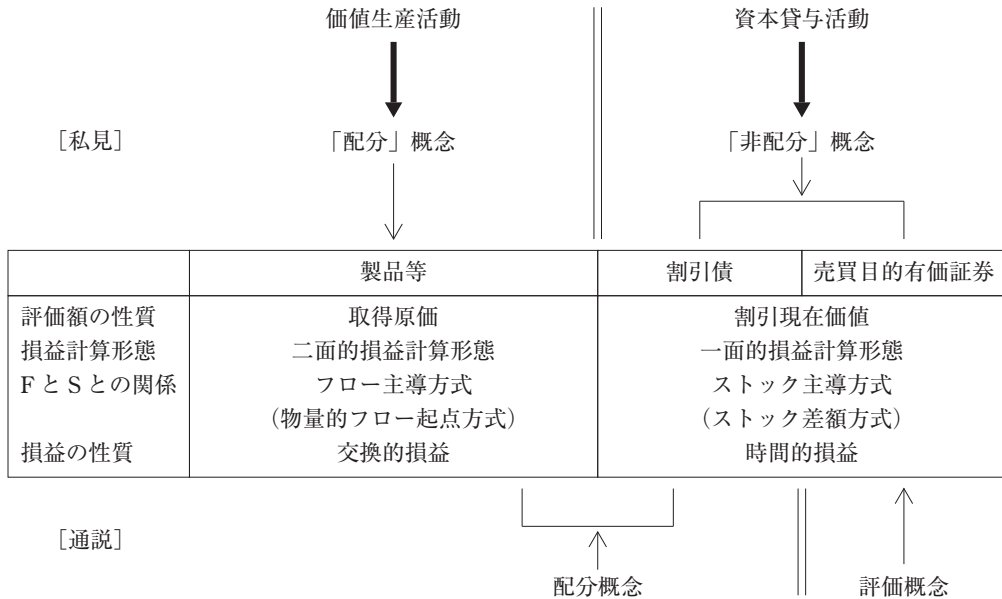 価値生産活動 資本貸与活動
［私見］ 「配分」概念 「非配分」概念
製品等 割引債 売買目的有価証券
評価額の性質 取得原価 割引現在価値
損益計算形態 二面的損益計算形態 一面的損益計算形態
FとSとの関係 フロー主導方式 ストック主導方式
（物量的フロー起点方式） （ストック差額方式）
損益の性質 交換的損益 時間的損益
［通説］
配分概念 評価概念